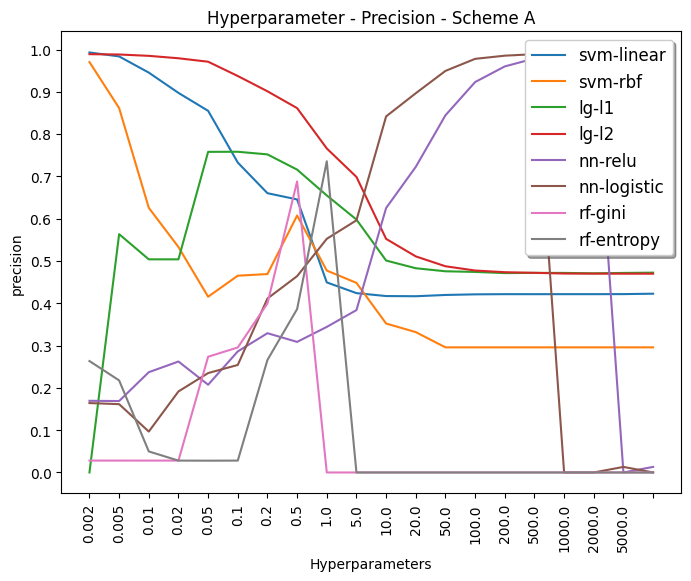 Hyperparameter - Precision - Scheme A
precision
1.0
0.9
0.8
0.7
0.6
0.5
0.4
0.3
0.2
0.1
0.0
svm-linear
svm-rbf
lg-l1
lg-l2
nn-relu
nn-logistic
rf-gini
rf-entropy
0.002
0.005
0.01
0.02
0.05
0.1
0.2
0.5
1.0
5.0
10.0
20.0
50.0
100.0
200.0
500.0
1000.0
2000.0
5000.0
Hyperparameters